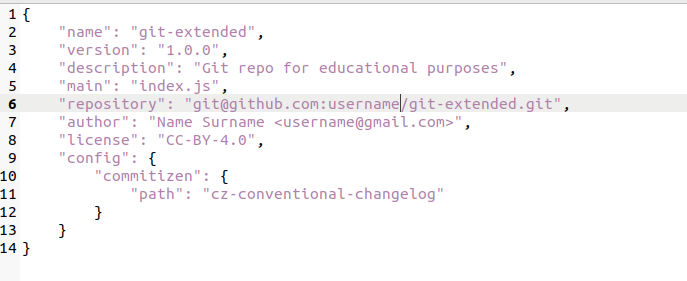 1 {
2     "name": "git-extended",
3     "version": "1.0.0",
4     "description": "Git repo for educational purposes",
5     "main": "index.js",
6     "repository": "git@github.com:username/git-extended.git",
7     "author": "Name Surname <username@gmail.com>",
8     "license": "CC-BY-4.0",
9     "config": {
10         "commitizen": {
11             "path": "cz-conventional-changelog"
12         }
13     }
14 }